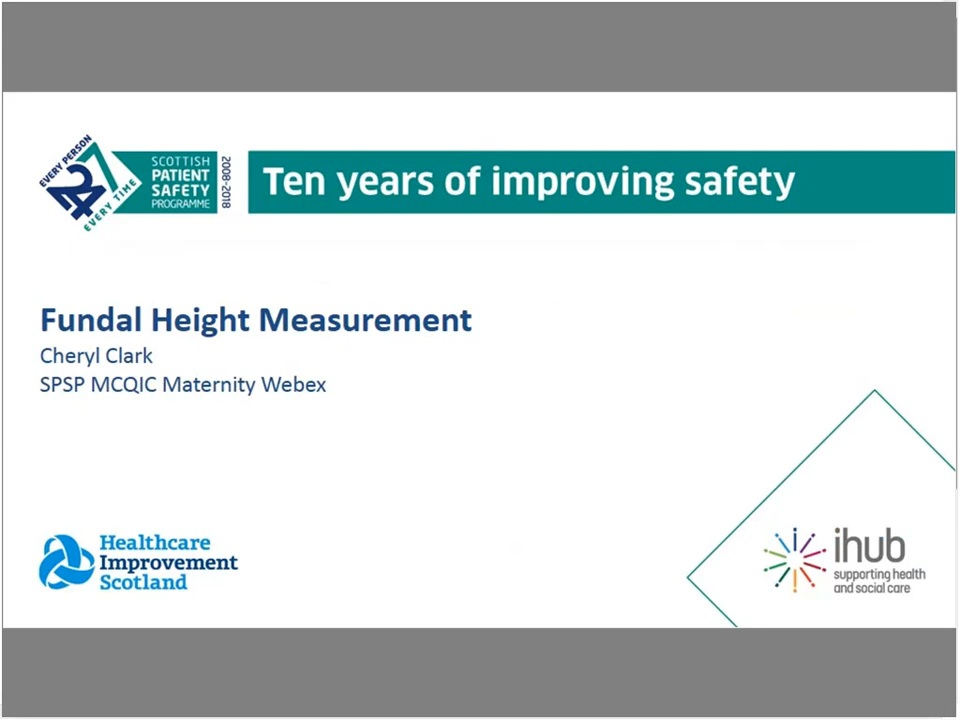 EVERY PERSON
24
7
EVERY TIME
SCOTTISH
PATIENT
SAFETY
PROGRAMME
2008-2018
Ten years of improving safety
Fundal Height Measurement
Cheryl Clark
SPSP MCQIC Maternity Webex
Healthcare
Improvement
Scotland
ihub
supporting health
and social care